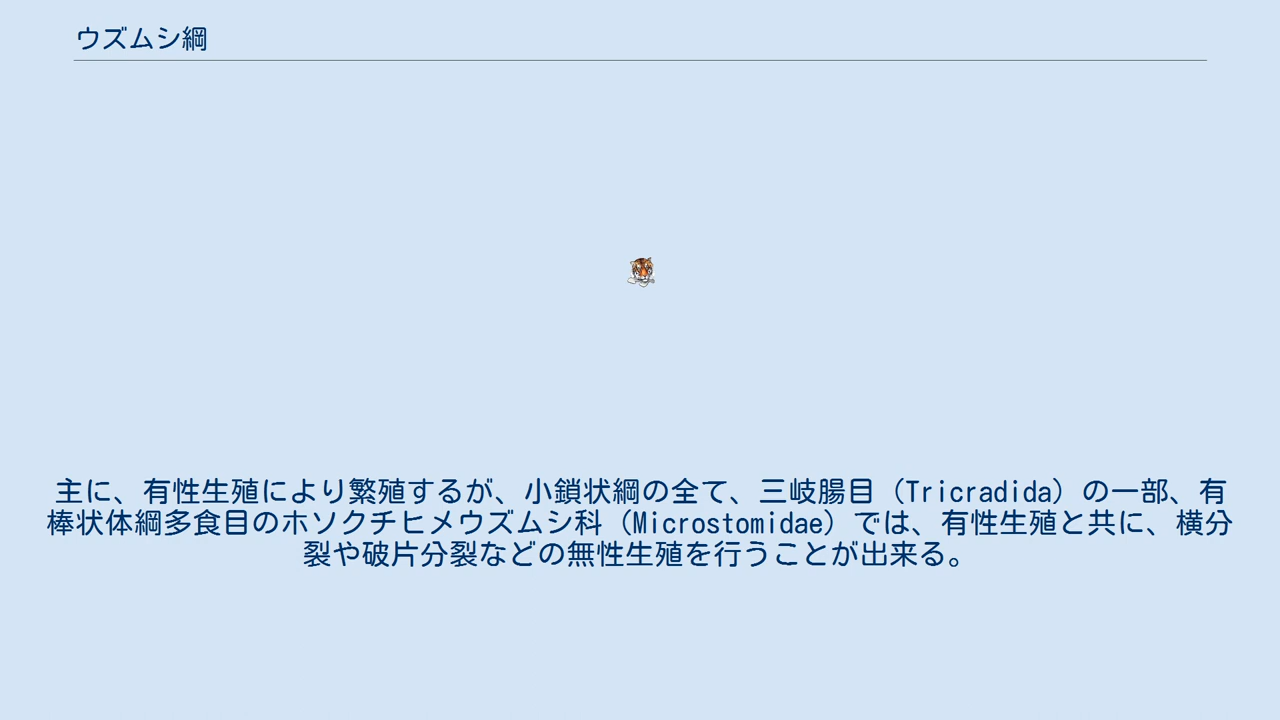 ウズムシ綱
主に、有性生殖により繁殖するが、小鎖状綱の全て、三岐腸目（Tricradida）の一部、有
棒状体綱多食目のホソクチヒメウズムシ科（Microstomidae）では、有性生殖と共に、横分
裂や破片分裂などの無性生殖を行うことが出来る。